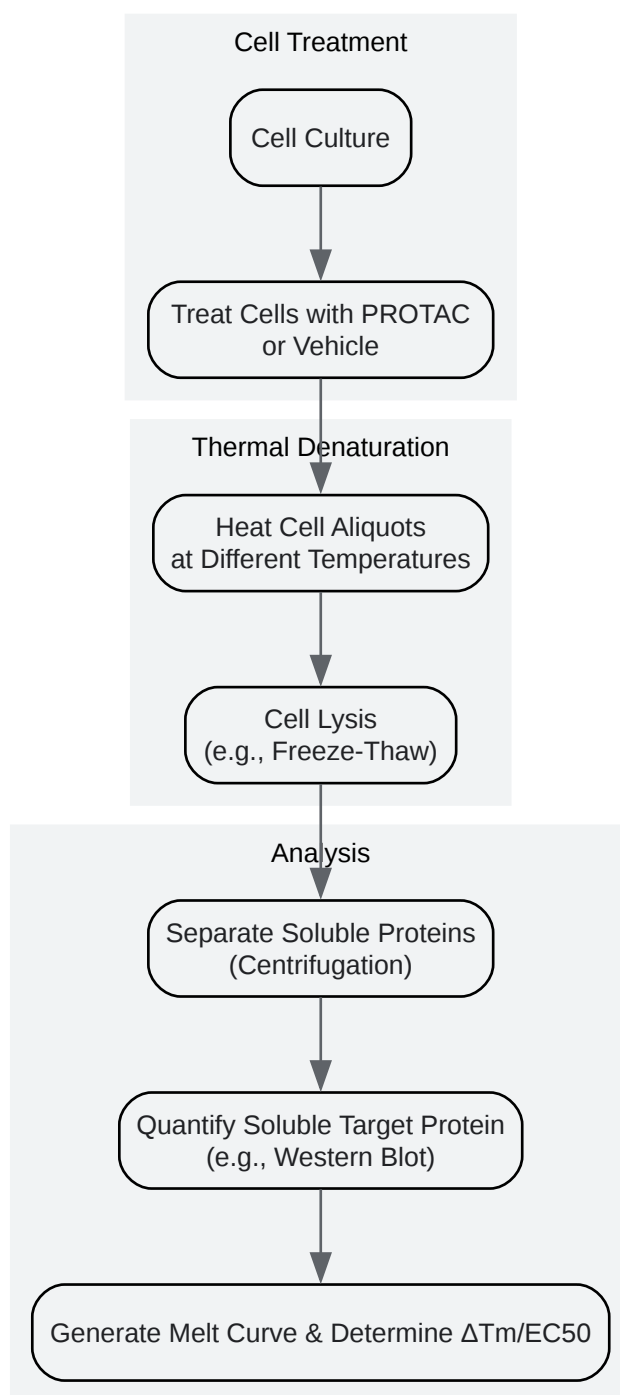 Cell Treatment
Cell Culture
Treat Cells with PROTAC
or Vehicle
Thermal Denaturation
Heat Cell Aliquots
at Different Temperatures
Cell Lysis
(e.g., Freeze-Thaw)
Analysis
Separate Soluble Proteins
(Centrifugation)
Quantify Soluble Target Protein
(e.g., Western Blot)
Generate Melt Curve & Determine ΔTm/EC50